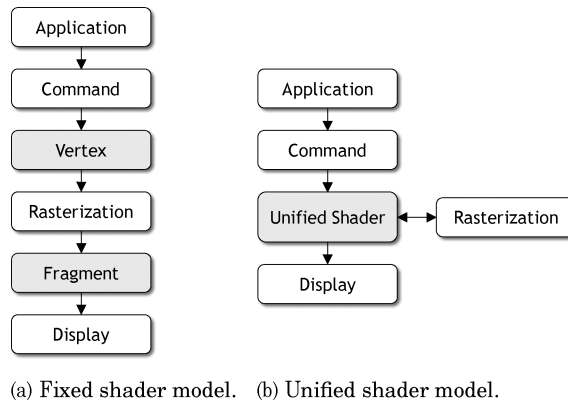 Application
Command
Vertex
Rasterization
Fragment
Display
(a) Fixed shader model.
Application
Command
Unified Shader
Rasterization
Display
(b) Unified shader model.